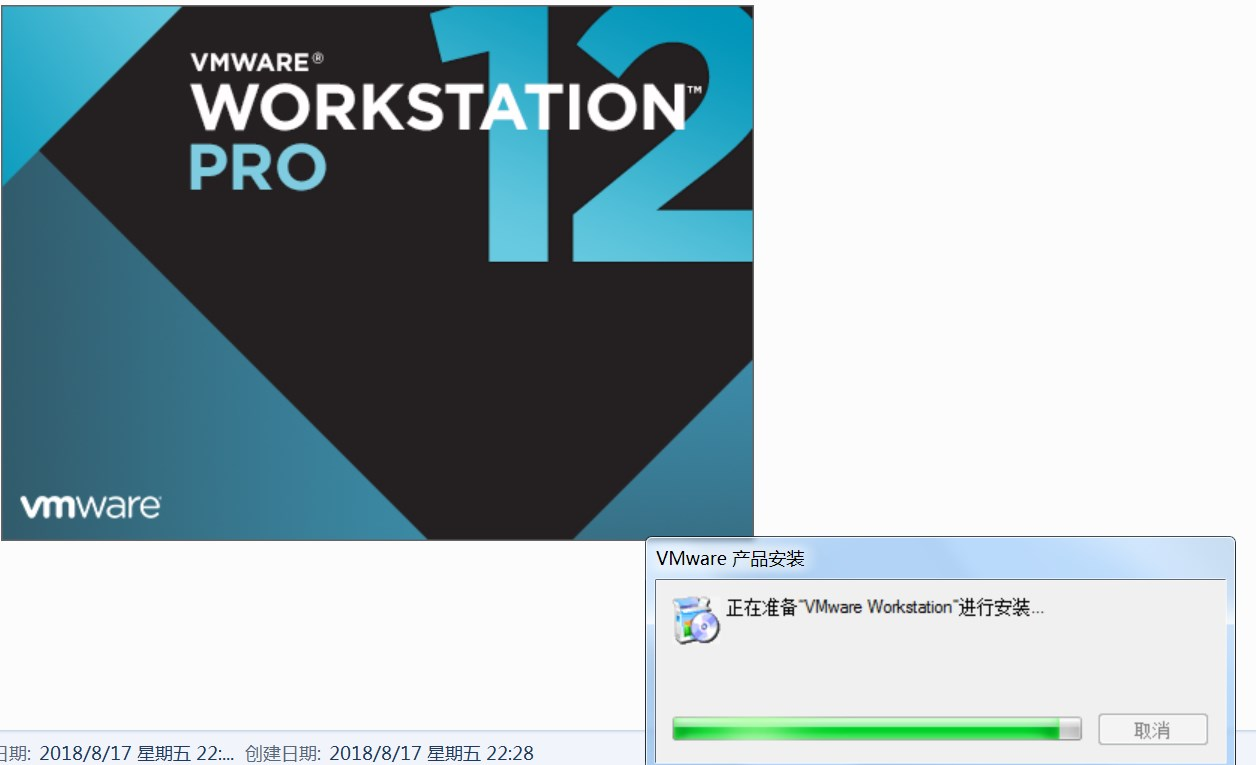 VMWARE®
WORKSTATION™
PRO
12
vmware
VMware 产品安装
正在准备"VMware Workstation"进行安装...
取消
日期: 2018/8/17 星期五 22:... 创建日期: 2018/8/17 星期五 22:28